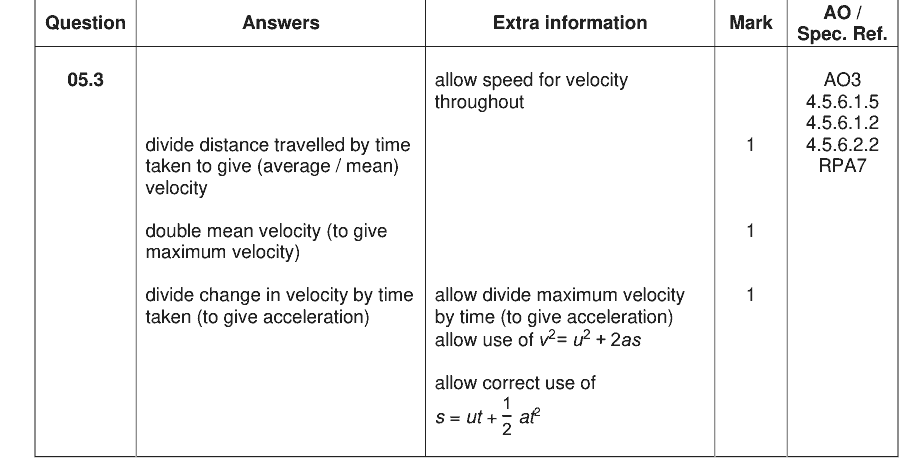 Question Answers Extra information Mark AO / Spec. Ref.
05.3 allow speed for velocity AO3
throughout 4.5.6.1.5
4.5.6.1.2
divide distance travelled by time 1 4.5.6.2.2
taken to give (average / mean) RPA7
velocity
double mean velocity (to give 1
maximum velocity)
divide change in velocity by time allow divide maximum velocity 1
taken (to give acceleration) by time (to give acceleration)
allow use of v²= u² + 2as
allow correct use of
s = ut + 1/2 at²